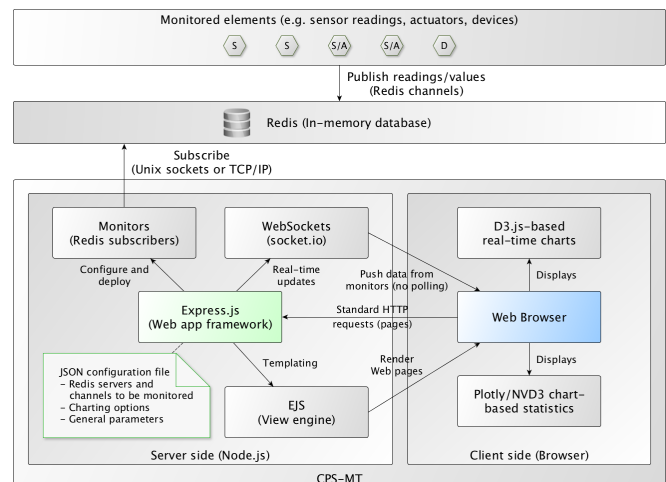 Monitored elements (e.g. sensor readings, actuators, devices)
S S S/A S/A D
Publish readings/values
(Redis channels)
Redis (In-memory database)
Subscribe
(Unix sockets or TCP/IP)
Monitors
(Redis subscribers)
WebSockets
(socket.io)
D3.js-based
real-time charts
Configure and
deploy
Real-time
updates
Push data from
monitors (no polling)
Displays
Express.js
(Web app framework)
Standard HTTP
requests (pages)
Web Browser
JSON configuration file
- Redis servers and
channels to be monitored
- Charting options
- General parameters
Templating
Render
Web pages
Displays
EJS
(View engine)
Plotly/NVD3 chart-
based statistics
Server side (Node.js)
Client side (Browser)
CPS-MT